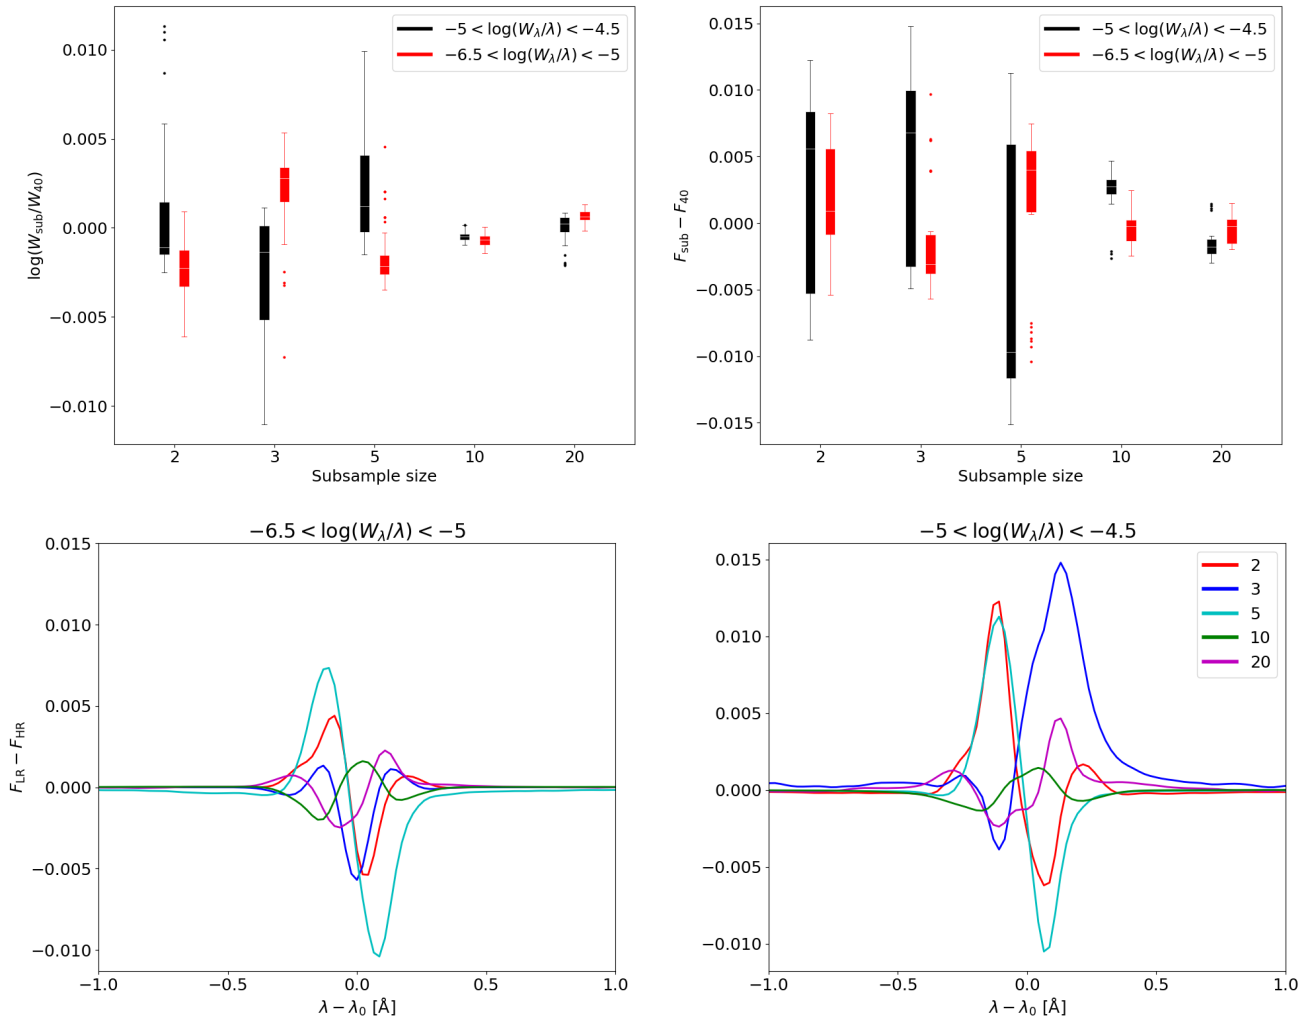 −5 < log(W_λ/λ) < −4.5
−6.5 < log(W_λ/λ) < −5
0.010
0.005
0.000
−0.005
−0.010
log(W_sub/W_40)
2 3 5 10 20
Subsample size
−5 < log(W_λ/λ) < −4.5
−6.5 < log(W_λ/λ) < −5
0.015
0.010
0.005
0.000
−0.005
−0.010
−0.015
F_sub − F_40
2 3 5 10 20
Subsample size
−6.5 < log(W_λ/λ) < −5
0.015
0.010
0.005
0.000
−0.005
−0.010
F_LR − F_HR
−1.0 −0.5 0.0 0.5 1.0
λ − λ_0 [Å]
−5 < log(W_λ/λ) < −4.5
2
3
5
10
20
0.015
0.010
0.005
0.000
−0.005
−0.010
−1.0 −0.5 0.0 0.5 1.0
λ − λ_0 [Å]